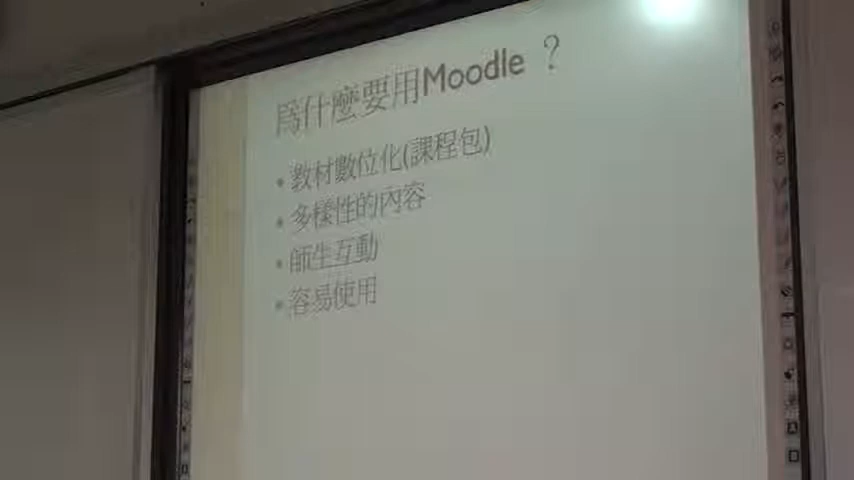 為什麼要用Moodle ？
• 教材數位化(課程包)
• 多樣性的內容
• 師生互動
• 容易使用